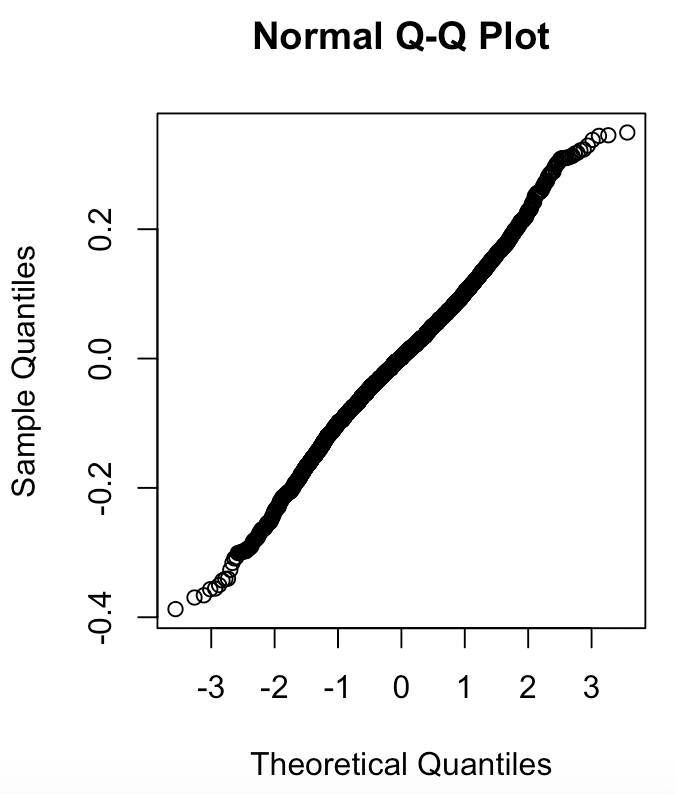 Normal Q-Q Plot
Sample Quantiles
0.2
0.0
-0.2
-0.4
-3 -2 -1 0 1 2 3
Theoretical Quantiles